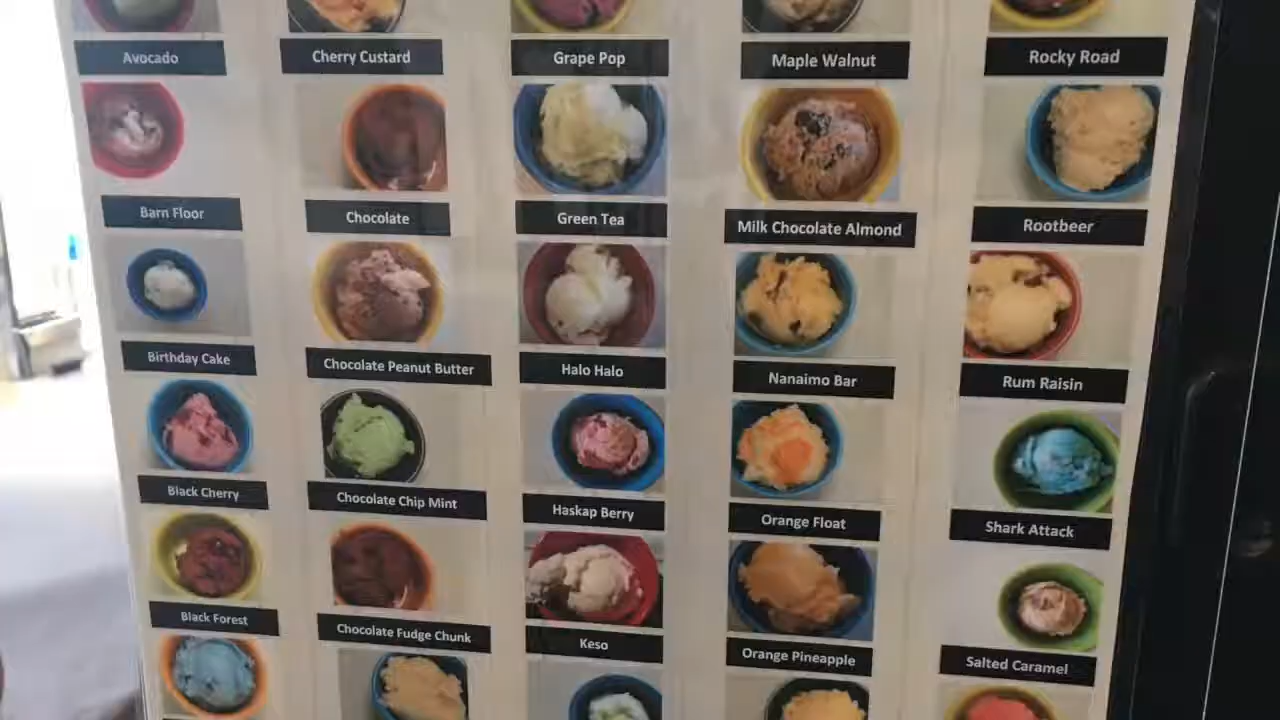 Avocado
Cherry Custard
Grape Pop
Maple Walnut
Rocky Road
Barn Floor
Chocolate
Green Tea
Milk Chocolate Almond
Rootbeer
Birthday Cake
Chocolate Peanut Butter
Halo Halo
Nanaimo Bar
Rum Raisin
Black Cherry
Chocolate Chip Mint
Haskap Berry
Orange Float
Shark Attack
Black Forest
Chocolate Fudge Chunk
Keso
Orange Pineapple
Salted Caramel